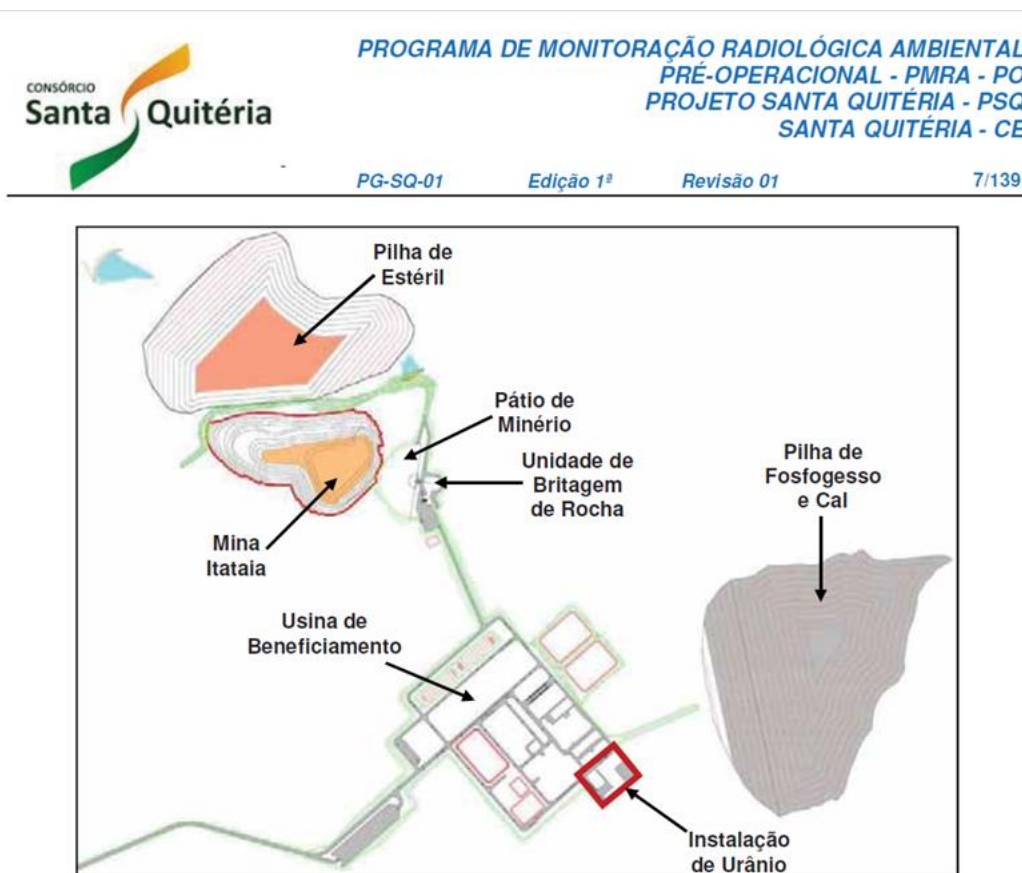 CONSÓRCIO
Santa Quitéria
PROGRAMA DE MONITORAÇÃO RADIOLÓGICA AMBIENTAL
PRÉ-OPERACIONAL - PMRA - PO
PROJETO SANTA QUITÉRIA - PSQ
SANTA QUITÉRIA - CE
PG-SQ-01 Edição 1ª Revisão 01 7/139
Pilha de
Estéril
Pátio de
Minério
Unidade de
Britagem
de Rocha
Pilha de
Fosfogesso
e Cal
Mina
Itataia
Usina de
Beneficiamento
Instalação
de Urânio